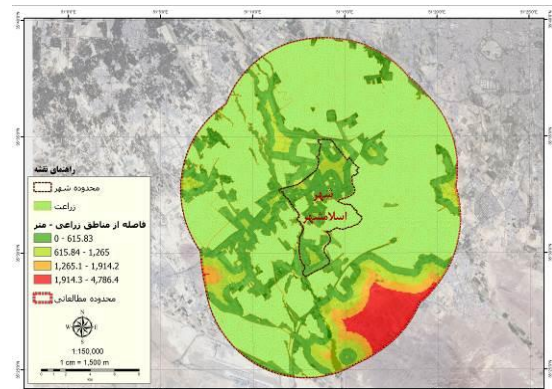 شهر
اسلامشهر
راهنمای نقشه
محدوده شهر
زراعت
فاصله از مناطق زراعی - متر
0 - 615.83
615.84 - 1,265
1,265.1 - 1,914.2
1,914.3 - 4,786.4
محدوده مطالعاتی
N
W
E
S
1:150,000
1 cm = 1,500 m